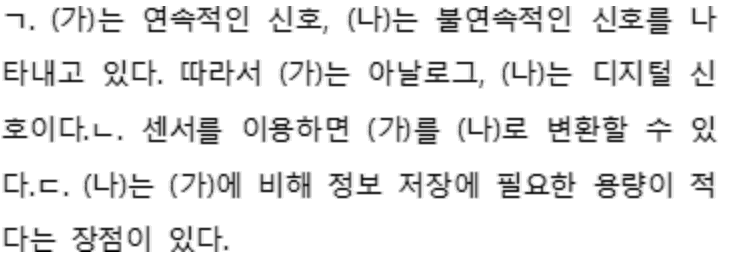 ㄱ. (가)는 연속적인 신호, (나)는 불연속적인 신호를 나
타내고 있다. 따라서 (가)는 아날로그, (나)는 디지털 신
호이다.ㄴ. 센서를 이용하면 (가)를 (나)로 변환할 수 있
다.ㄷ. (나)는 (가)에 비해 정보 저장에 필요한 용량이 적
다는 장점이 있다.